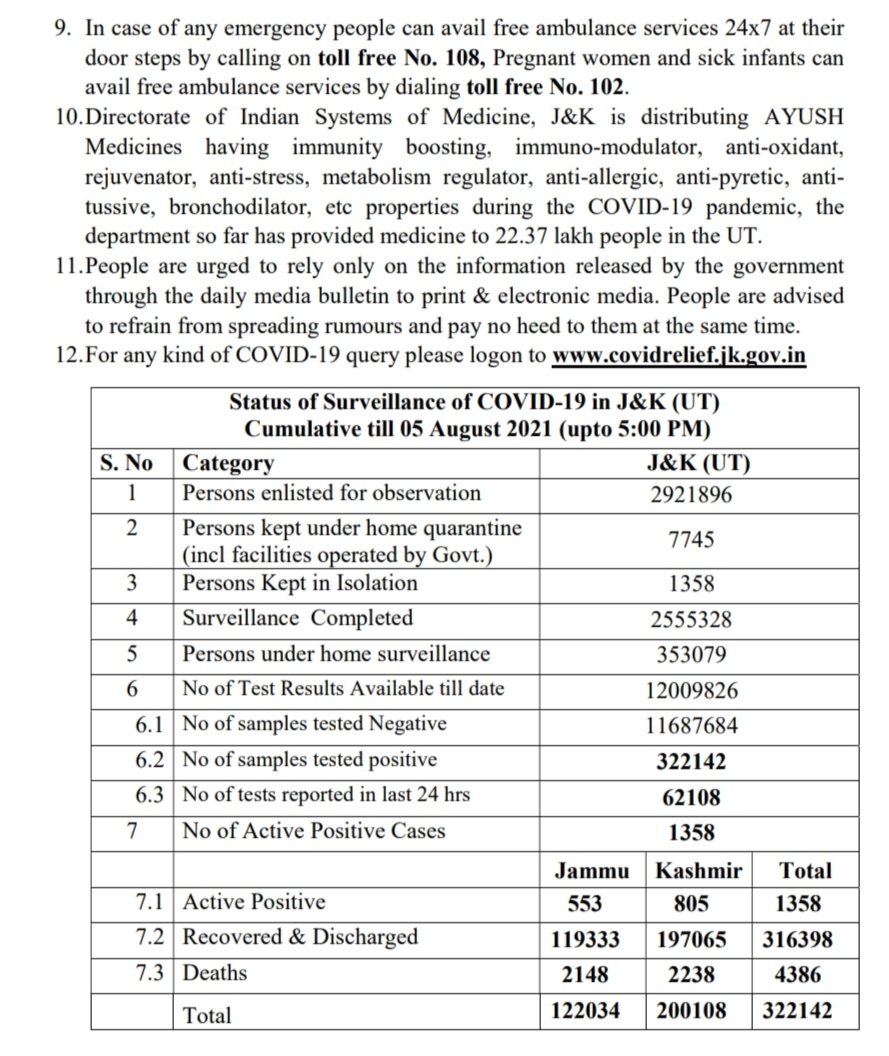 9. In case of any emergency people can avail free ambulance services 24x7 at their
door steps by calling on toll free No. 108, Pregnant women and sick infants can
avail free ambulance services by dialing toll free No. 102.
10.Directorate of Indian Systems of Medicine, J&K is distributing AYUSH
Medicines having immunity boosting, immuno-modulator, anti-oxidant,
rejuvenator, anti-stress, metabolism regulator, anti-allergic, anti-pyretic, anti-
tussive, bronchodilator, etc properties during the COVID-19 pandemic, the
department so far has provided medicine to 22.37 lakh people in the UT.
11.People are urged to rely only on the information released by the government
through the daily media bulletin to print & electronic media. People are advised
to refrain from spreading rumours and pay no heed to them at the same time.
12.For any kind of COVID-19 query please logon to www.covidrelief.jk.gov.in
Status of Surveillance of COVID-19 in J&K (UT)
Cumulative till 05 August 2021 (upto 5:00 PM)
S. No Category J&K (UT)
1 Persons enlisted for observation 2921896
2 Persons kept under home quarantine
(incl facilities operated by Govt.) 7745
3 Persons Kept in Isolation 1358
4 Surveillance Completed 2555328
5 Persons under home surveillance 353079
6 No of Test Results Available till date 12009826
6.1 No of samples tested Negative 11687684
6.2 No of samples tested positive 322142
6.3 No of tests reported in last 24 hrs 62108
7 No of Active Positive Cases 1358
Jammu Kashmir Total
7.1 Active Positive 553 805 1358
7.2 Recovered & Discharged 119333 197065 316398
7.3 Deaths 2148 2238 4386
Total 122034 200108 322142